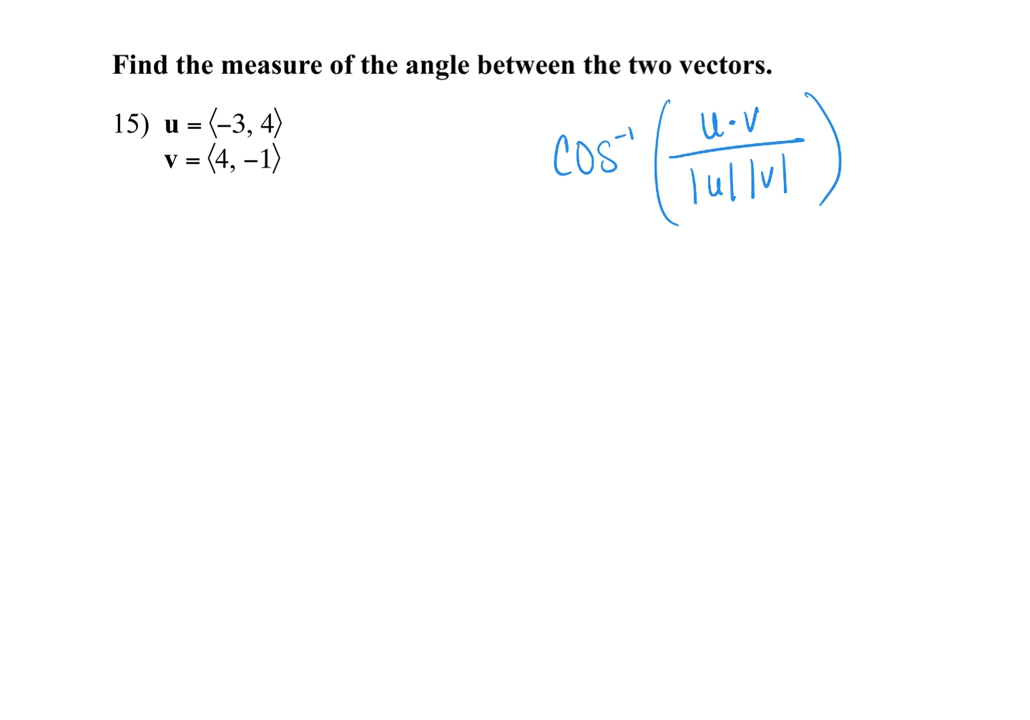 Find the measure of the angle between the two vectors.
15) u = ⟨−3, 4⟩
v = ⟨4, −1⟩
cos⁻¹ ( u·v / |u| |v| )